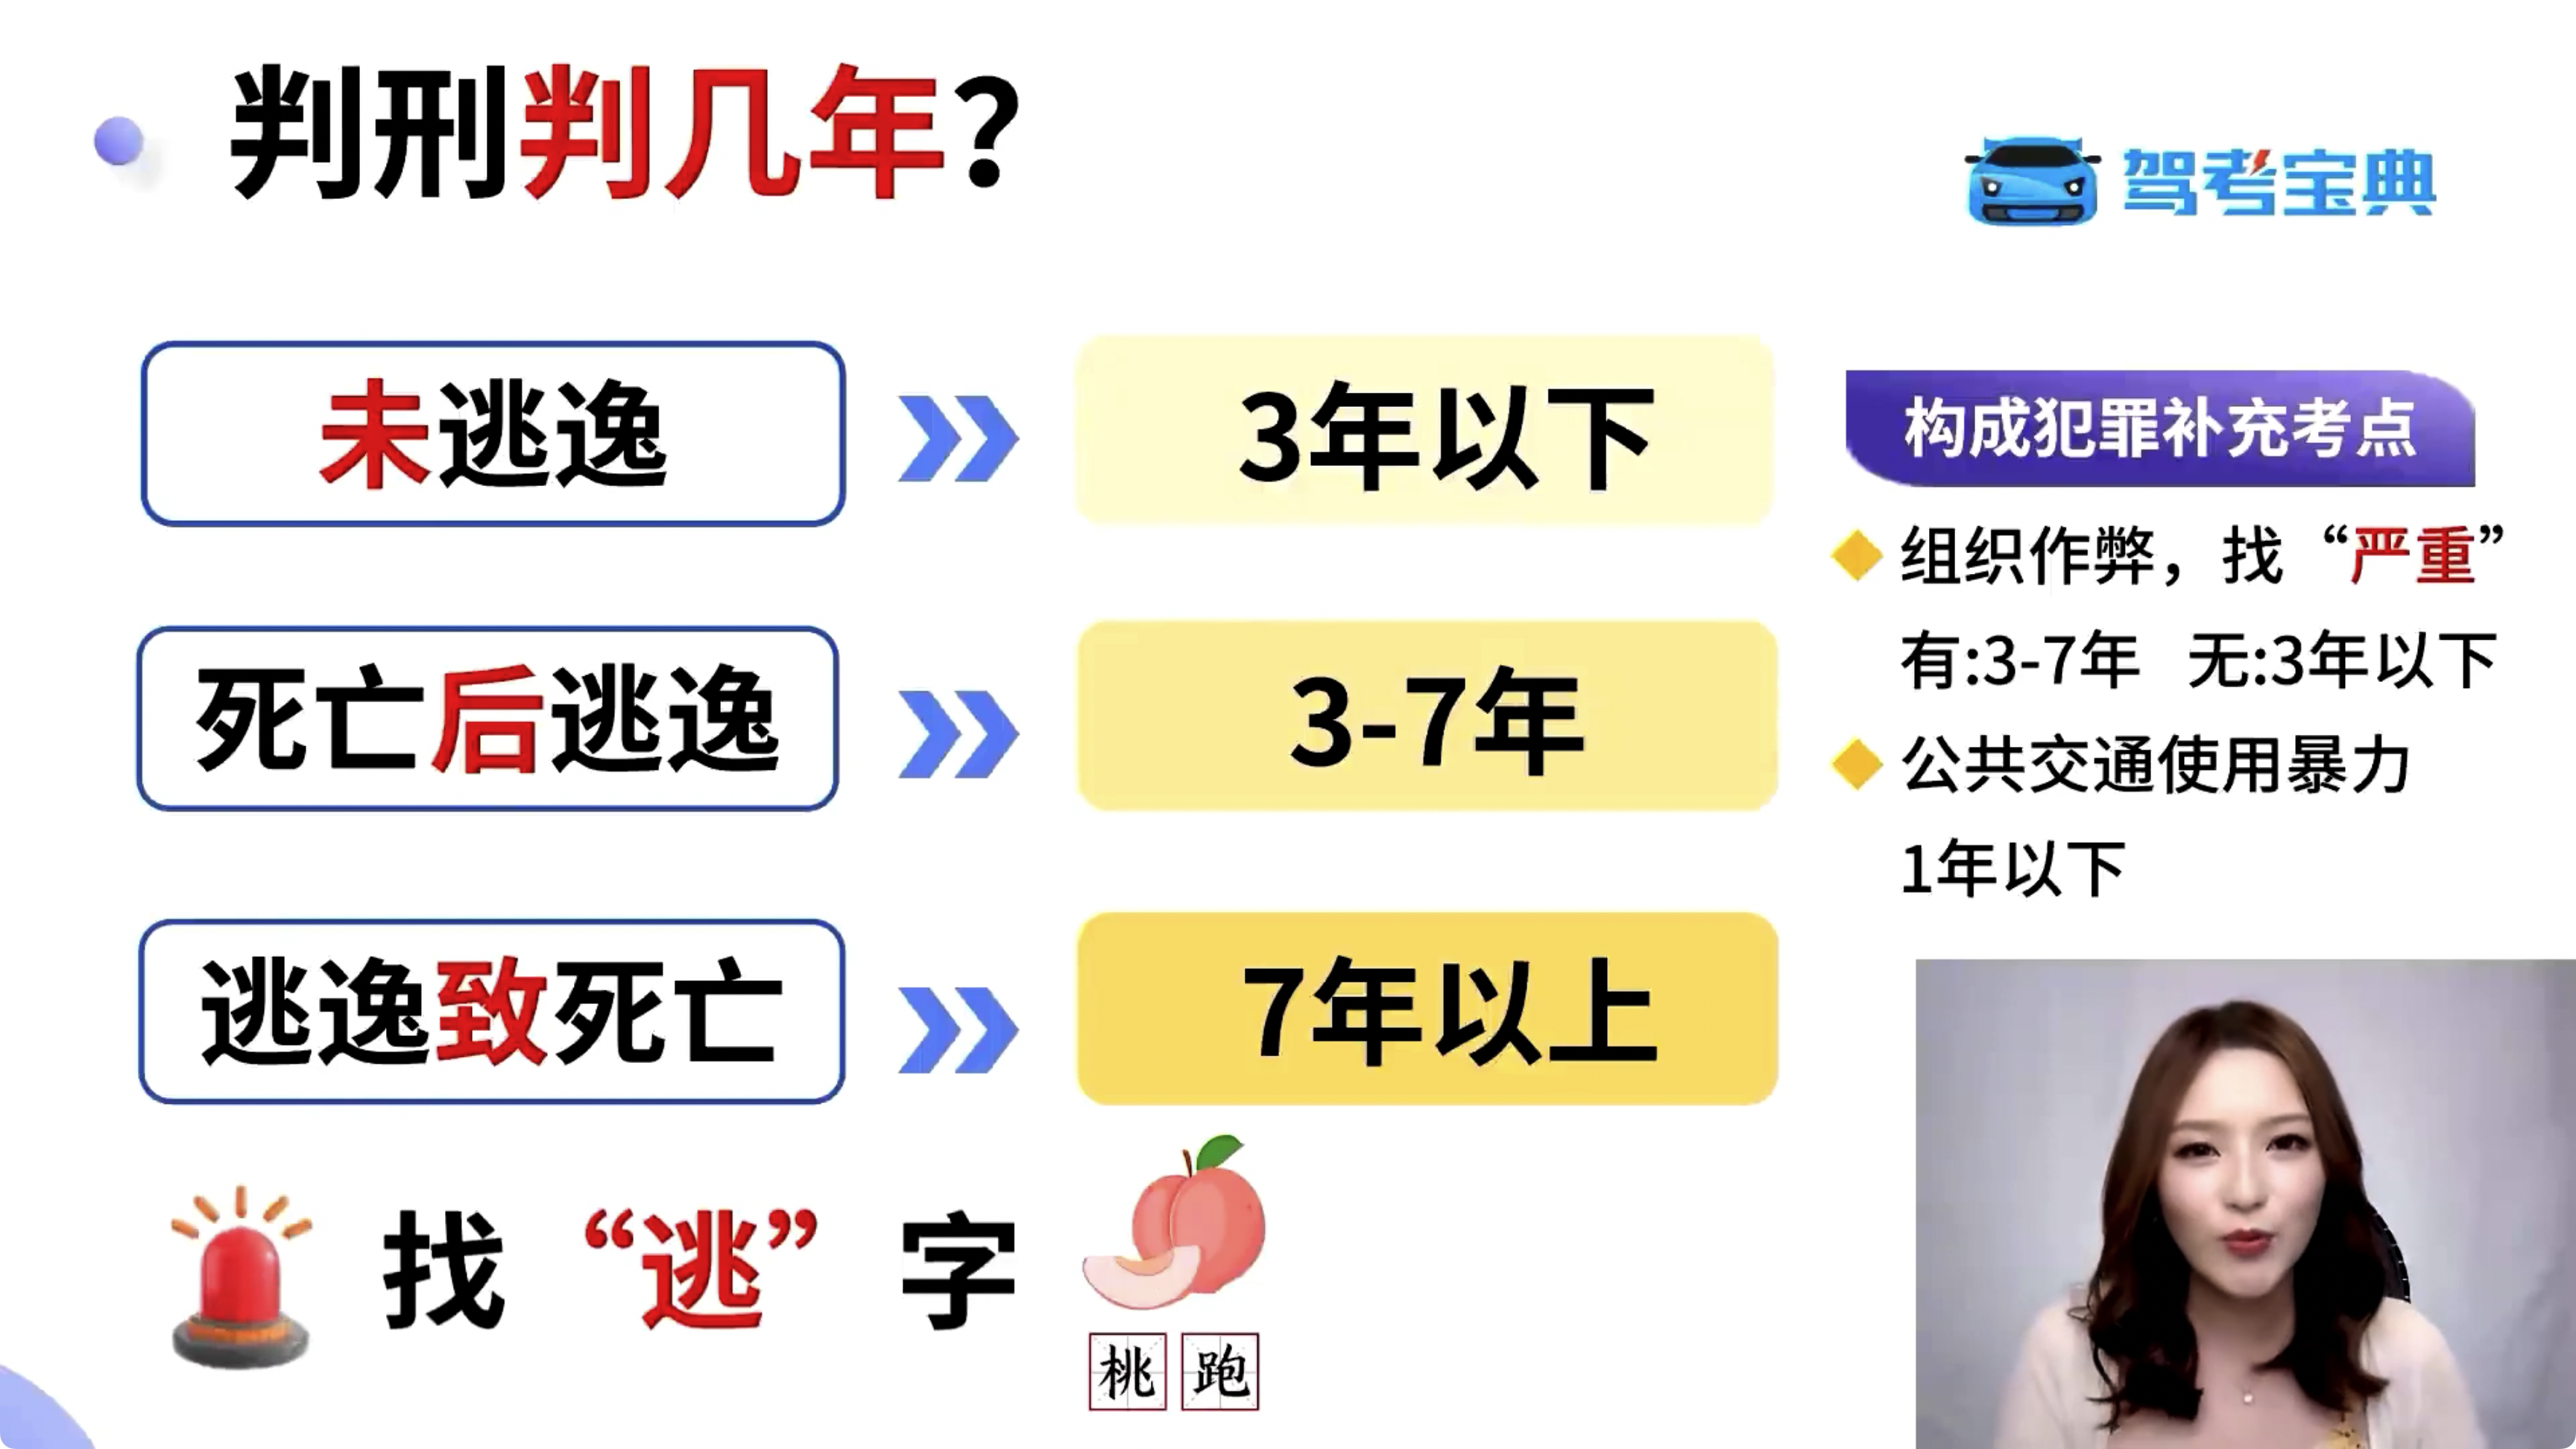 判刑判几年？
驾考宝典
未逃逸
3年以下
死亡后逃逸
3-7年
逃逸致死亡
7年以上
构成犯罪补充考点
组织作弊，找“严重”
有:3-7年 无:3年以下
公共交通使用暴力
1年以下
找“逃”字
桃跑